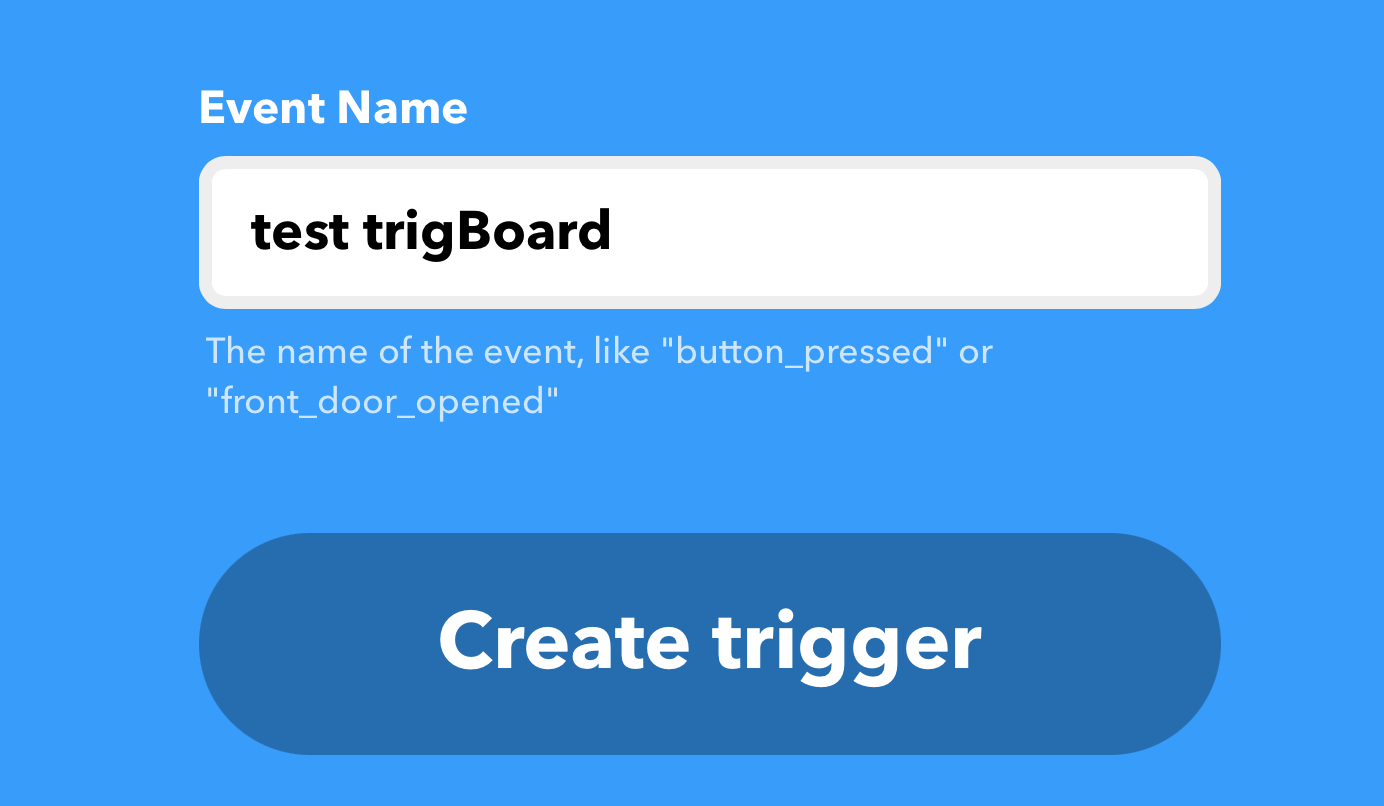 Event Name
test trigBoard
The name of the event, like "button_pressed" or
"front_door_opened"
Create trigger